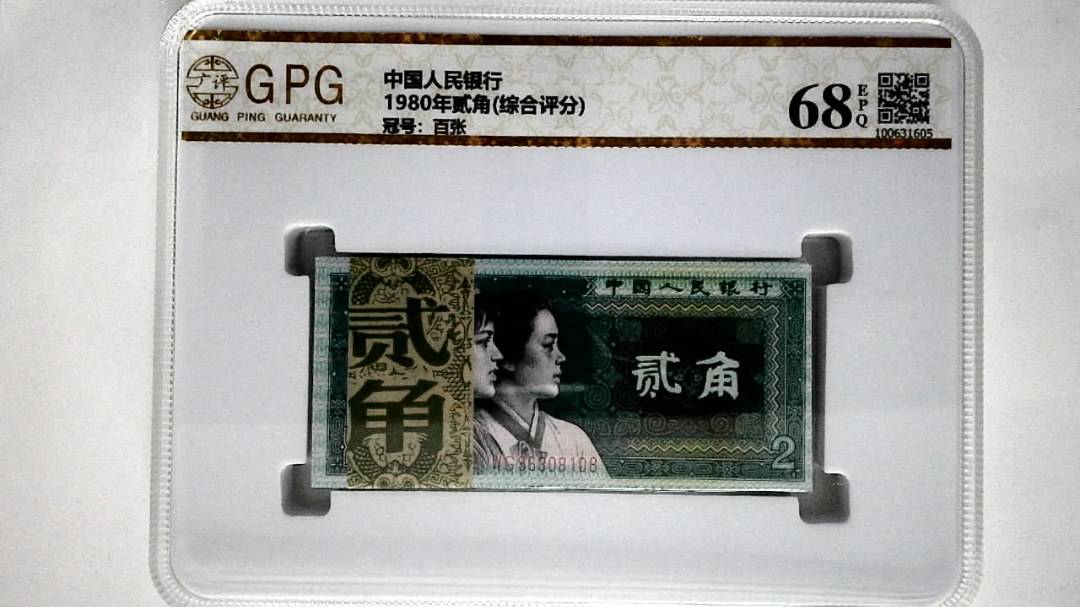 广评
GPG
GUANG PING GUARANTY
中国人民银行
1980年贰角(综合评分)
冠号：百张
68
EPQ
100631605
贰角
中國人民銀行
贰角
2